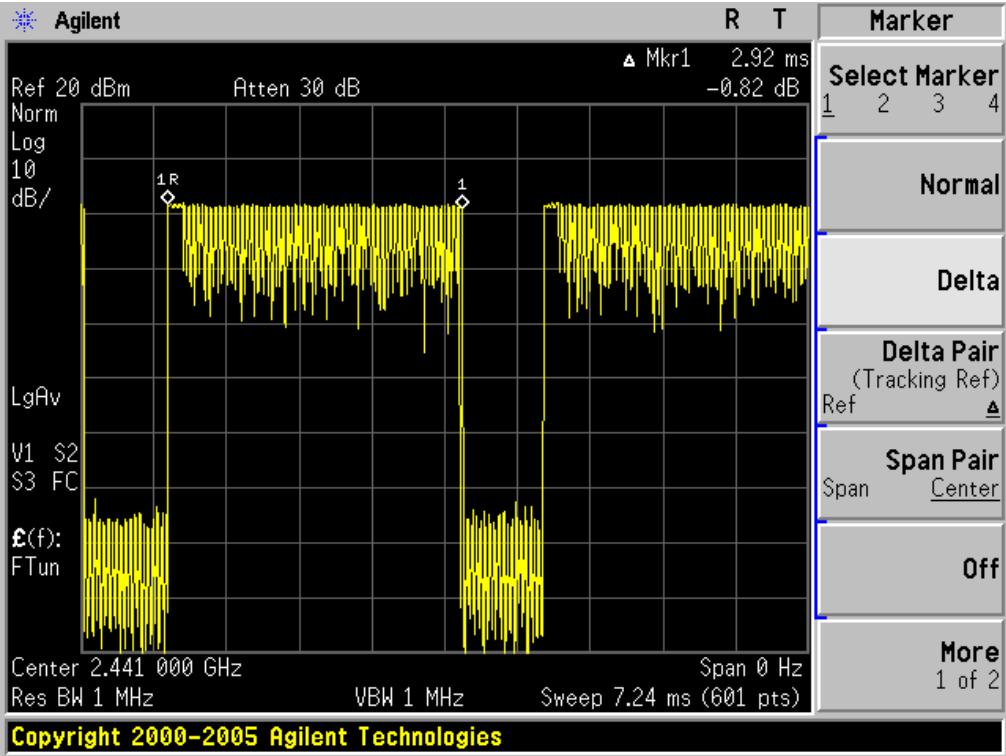 Agilent R T Marker
Δ Mkr1 2.92 ms
Ref 20 dBm Atten 30 dB -0.82 dB
Norm
Log
10
dB/
1R
1
LgAv
V1 S2
S3 FC
£(f):
FTun
Center 2.441 000 GHz Span 0 Hz
Res BW 1 MHz VBW 1 MHz Sweep 7.24 ms (601 pts)
Copyright 2000-2005 Agilent Technologies
Select Marker
1 2 3 4
Normal
Delta
Delta Pair
(Tracking Ref)
Ref Δ
Span Pair
Span Center
Off
More
1 of 2